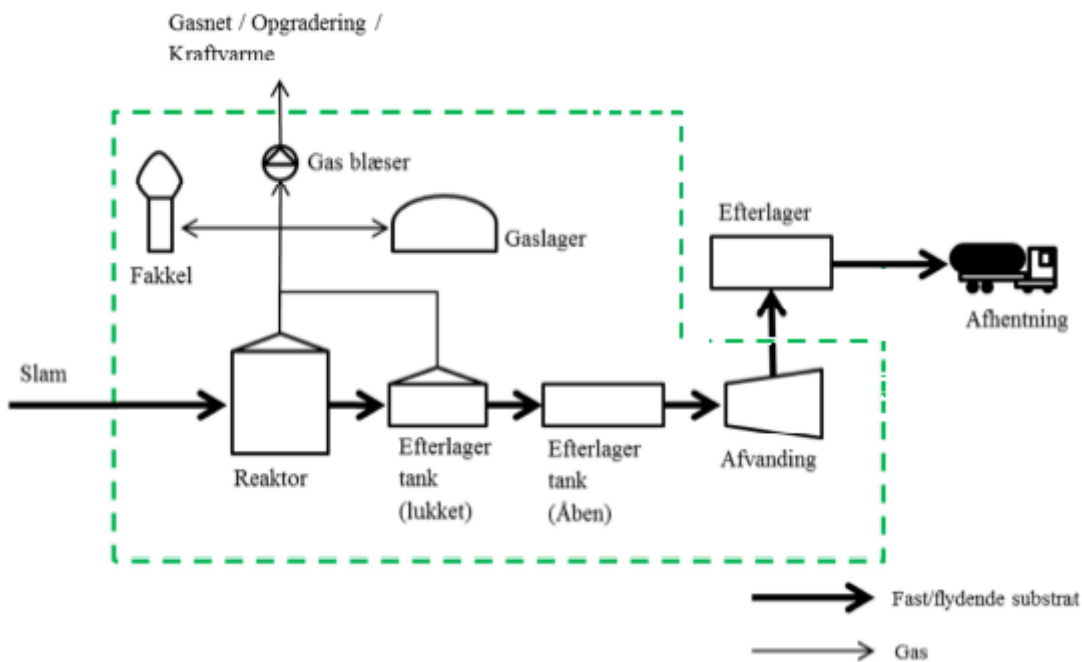 Gasnet / Opgradering /
Kraftvarme
Gas blæser
Fakkel
Gaslager
Efterlager
Afhentning
Slam
Reaktor
Efterlager
tank
(lukket)
Efterlager
tank
(Åben)
Afvanding
Fast/flydende substrat
Gas